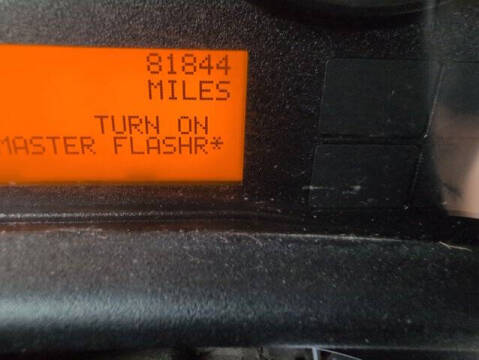 81844
MILES
TURN ON
MASTER FLASHR*